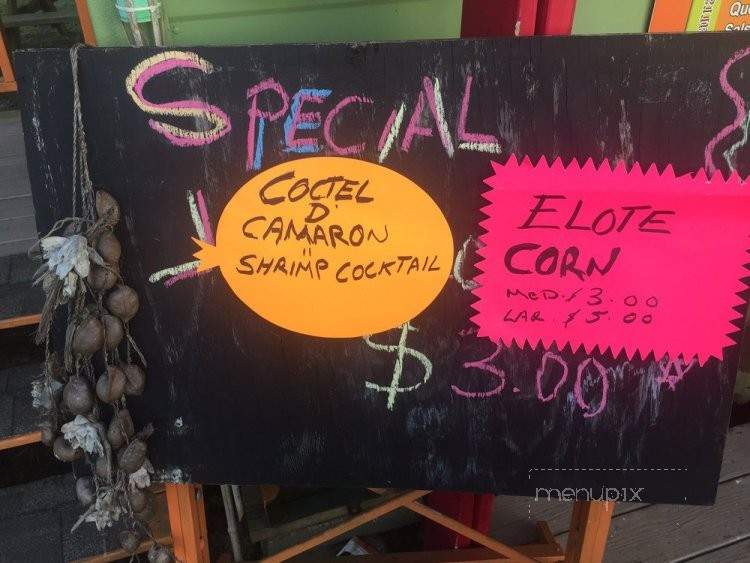 SPECIAL
COCTEL
D'
CAMARON
"
SHRIMP COCKTAIL
ELOTE
CORN
MED. $ 3.00
LAR. $ 5.00
$ 3.00
menupix